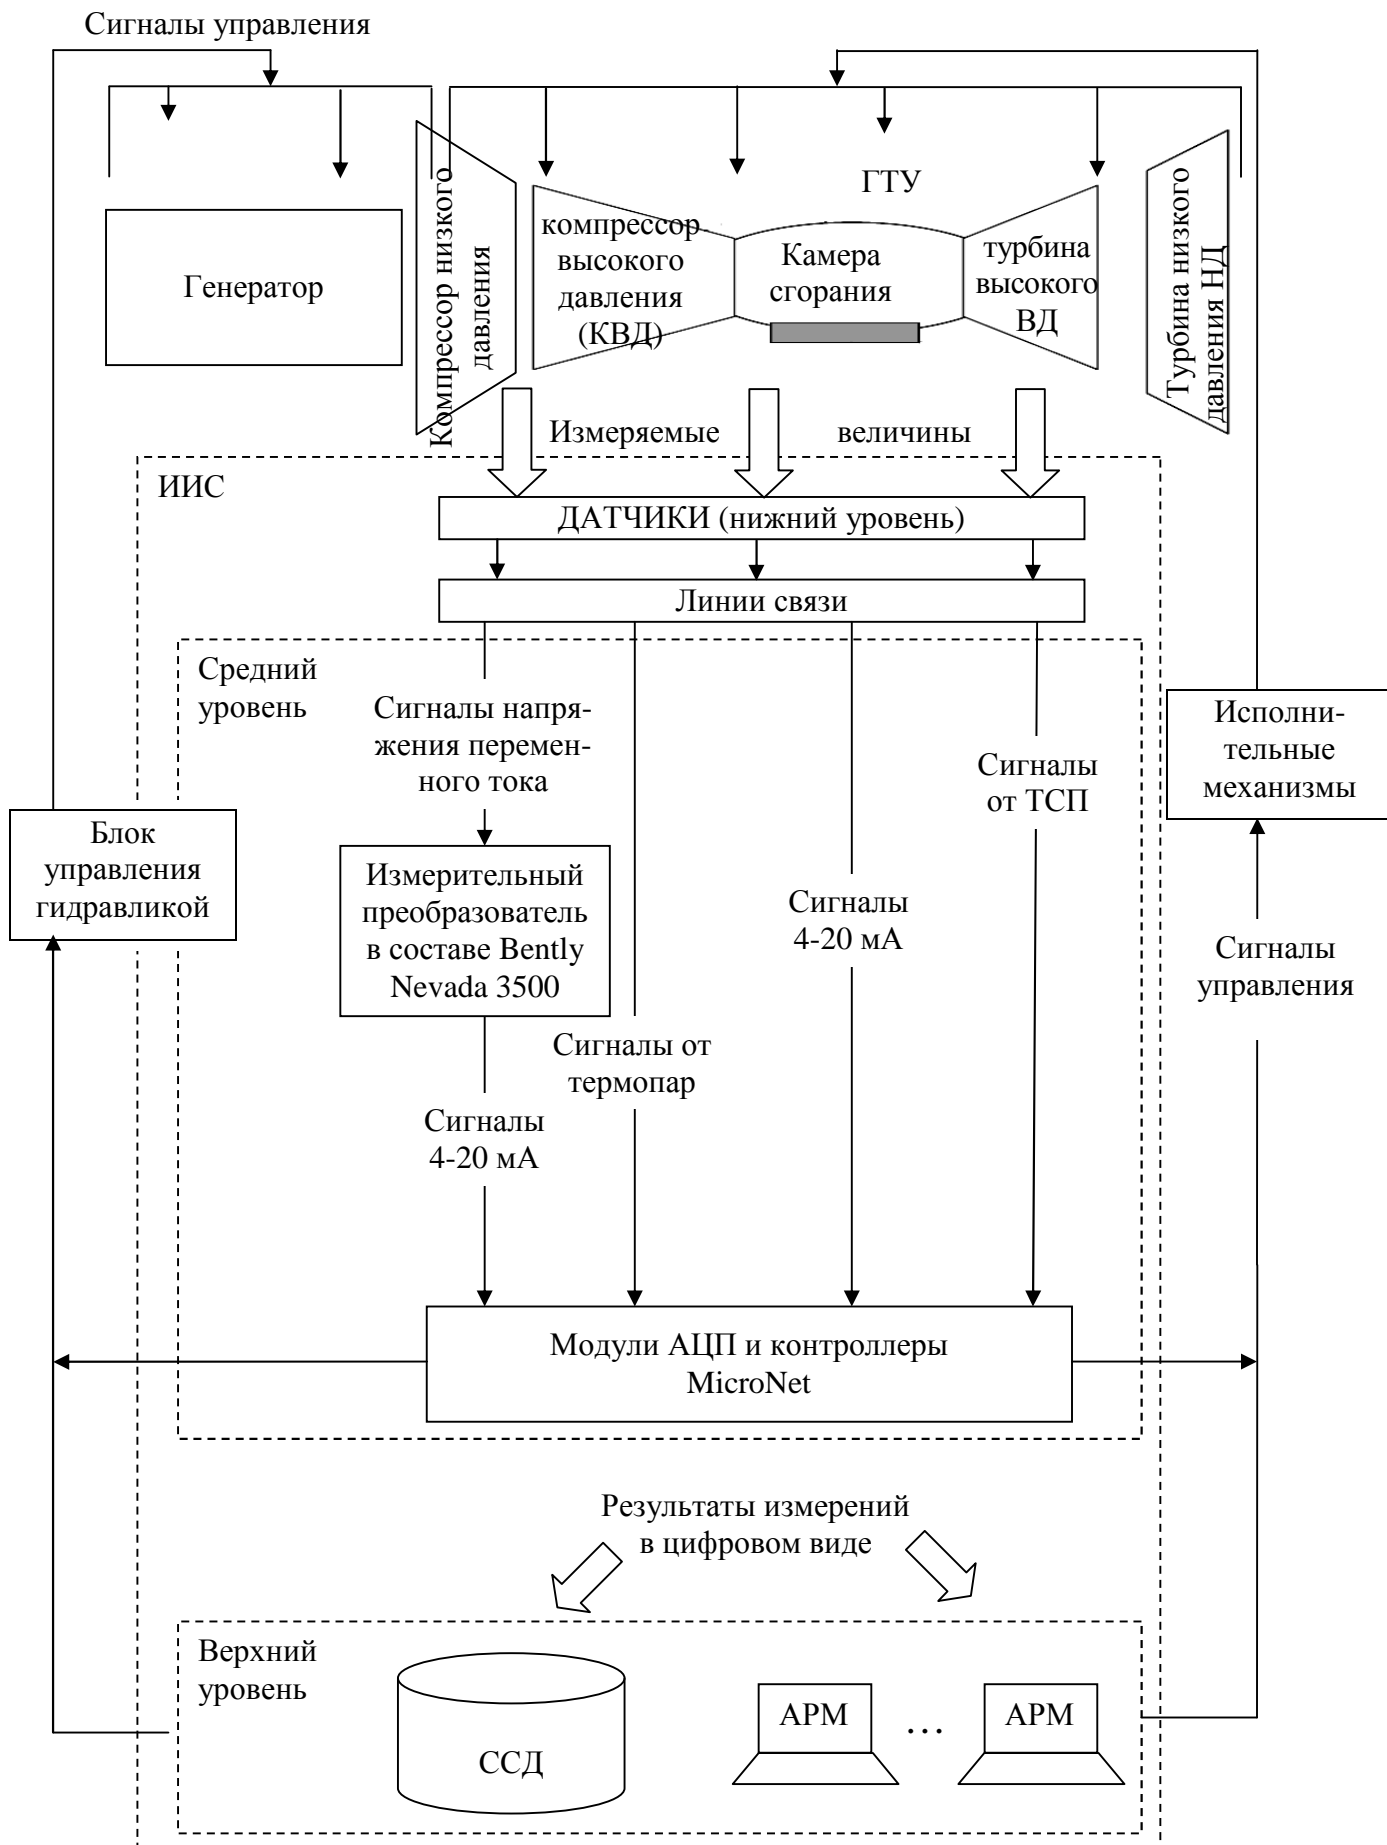 Сигналы управления
ГТУ
Генератор
Компрессор низкого
давления
компрессор
высокого
давления
(КВД)
Камера
сгорания
турбина
высокого
ВД
Турбина низкого
давления НД
Измеряемые
величины
ИИС
ДАТЧИКИ (нижний уровень)
Линии связи
Средний
уровень
Сигналы напря-
жения перемен-
ного тока
Сигналы
от ТСП
Исполни-
тельные
механизмы
Блок
управления
гидравликой
Измерительный
преобразователь
в составе Bently
Nevada 3500
Сигналы
4-20 мА
Сигналы
управления
Сигналы от
термопар
Сигналы
4-20 мА
Модули АЦП и контроллеры
MicroNet
Результаты измерений
в цифровом виде
Верхний
уровень
ССД
АРМ
…
АРМ